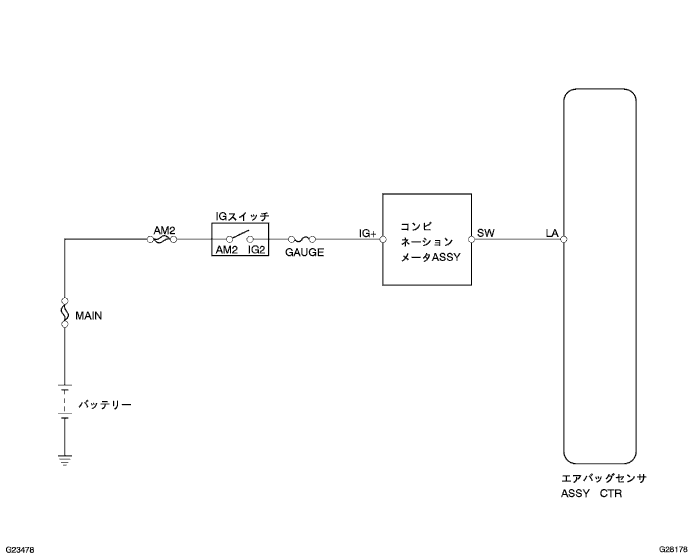 IGスイッチ
AM2
AM2 IG2
GAUGE
IG+
コンビ
ネーション
メータASSY
SW
LA
MAIN
バッテリー
エアバッグセンサ
ASSY CTR
G23478
G28178